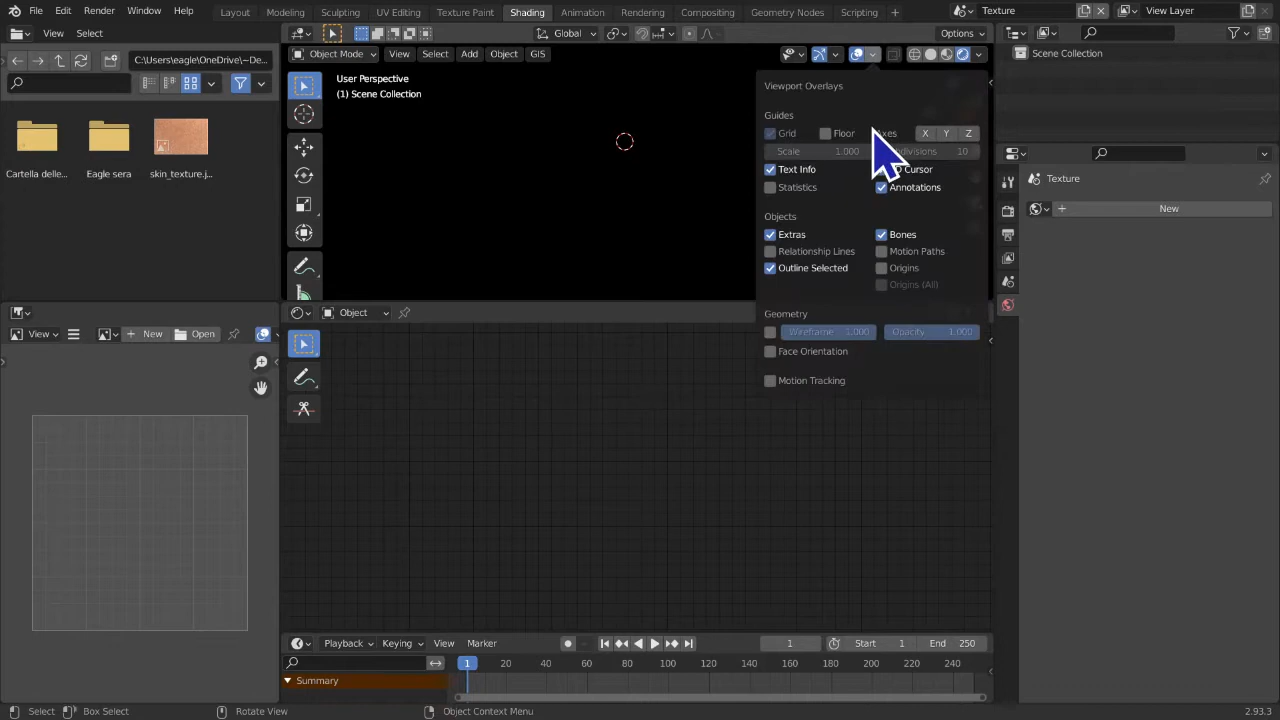 File Edit Render Window Help Layout Modeling Sculpting UV Editing Texture Paint Shading Animation Rendering Compositing Geometry Nodes Scripting + Texture View Layer
View Select Global Options
C:\Users\eagle\OneDrive\~De... Object Mode View Select Add Object GIS Scene Collection
User Perspective
(1) Scene Collection
Viewport Overlays
Guides
Grid Floor X Y Z
Scale 1.000 10
Text Info Cursor
Statistics Annotations
Objects
Extras Bones
Relationship Lines Motion Paths
Outline Selected Origins
Origins (All)
Geometry
Wireframe 1.000 Opacity 1.000
Face Orientation
Motion Tracking
Cartella delle... Eagle sera skin_texture.j...
Texture
+ New
Object
View + New Open
Playback Keying View Marker 1 Start 1 End 250
1 20 40 60 80 100 120 140 160 180 200 220 240
Summary
Select Box Select Rotate View Object Context Menu 2.93.3